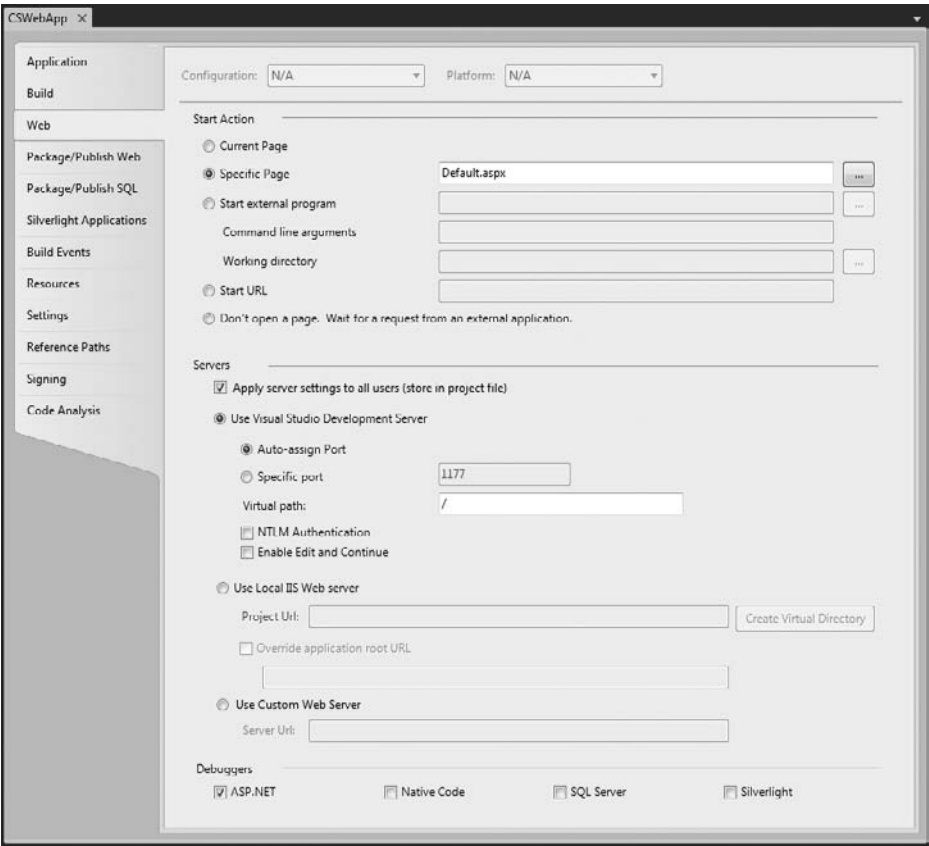 CSWebApp ×
Application
Build
Web
Package/Publish Web
Package/Publish SQL
Silverlight Applications
Build Events
Resources
Settings
Reference Paths
Signing
Code Analysis
Configuration: N/A Platform: N/A
Start Action
Current Page
Specific Page Default.aspx ...
Start external program ...
Command line arguments
Working directory ...
Start URL
Don't open a page. Wait for a request from an external application.
Servers
Apply server settings to all users (store in project file)
Use Visual Studio Development Server
Auto-assign Port
Specific port 1177
Virtual path: /
NTLM Authentication
Enable Edit and Continue
Use Local IIS Web server
Project Url: Create Virtual Directory
Override application root URL
Use Custom Web Server
Server Url:
Debuggers
ASP.NET Native Code SQL Server Silverlight